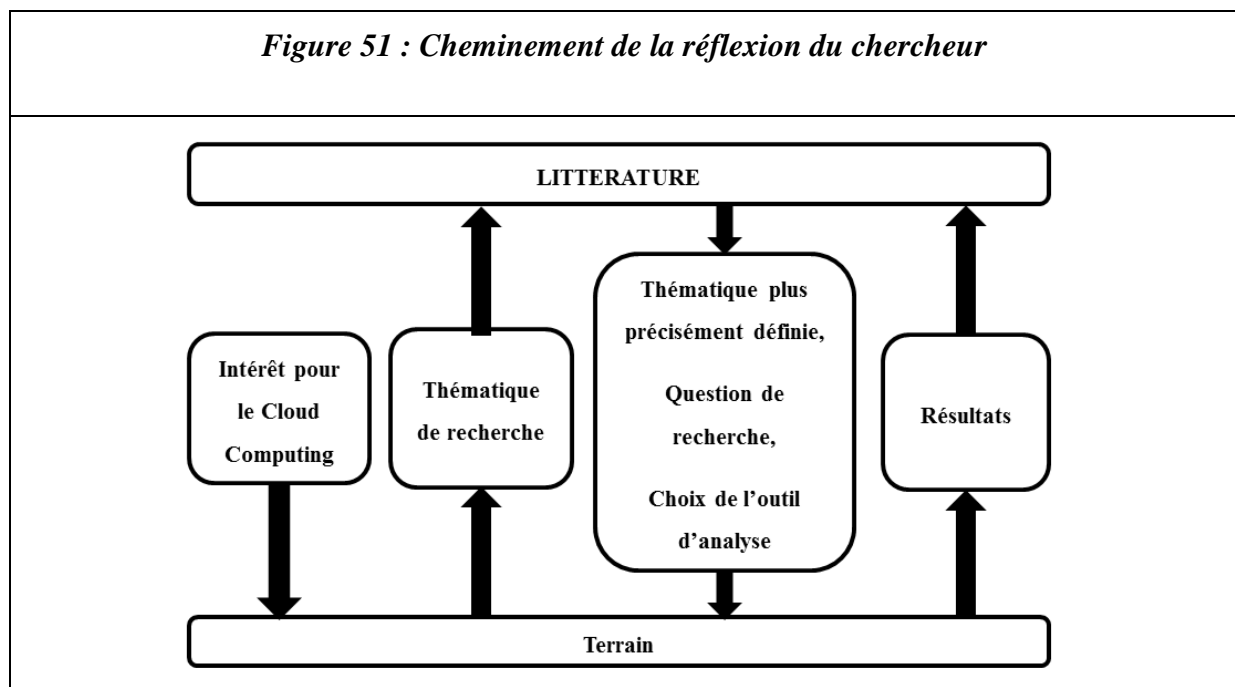 Figure 51 : Cheminement de la réflexion du chercheur
LITTERATURE
Intérêt pour
le Cloud
Computing
Thématique
de recherche
Thématique plus
précisément définie,
Question de
recherche,
Choix de l'outil
d'analyse
Résultats
Terrain